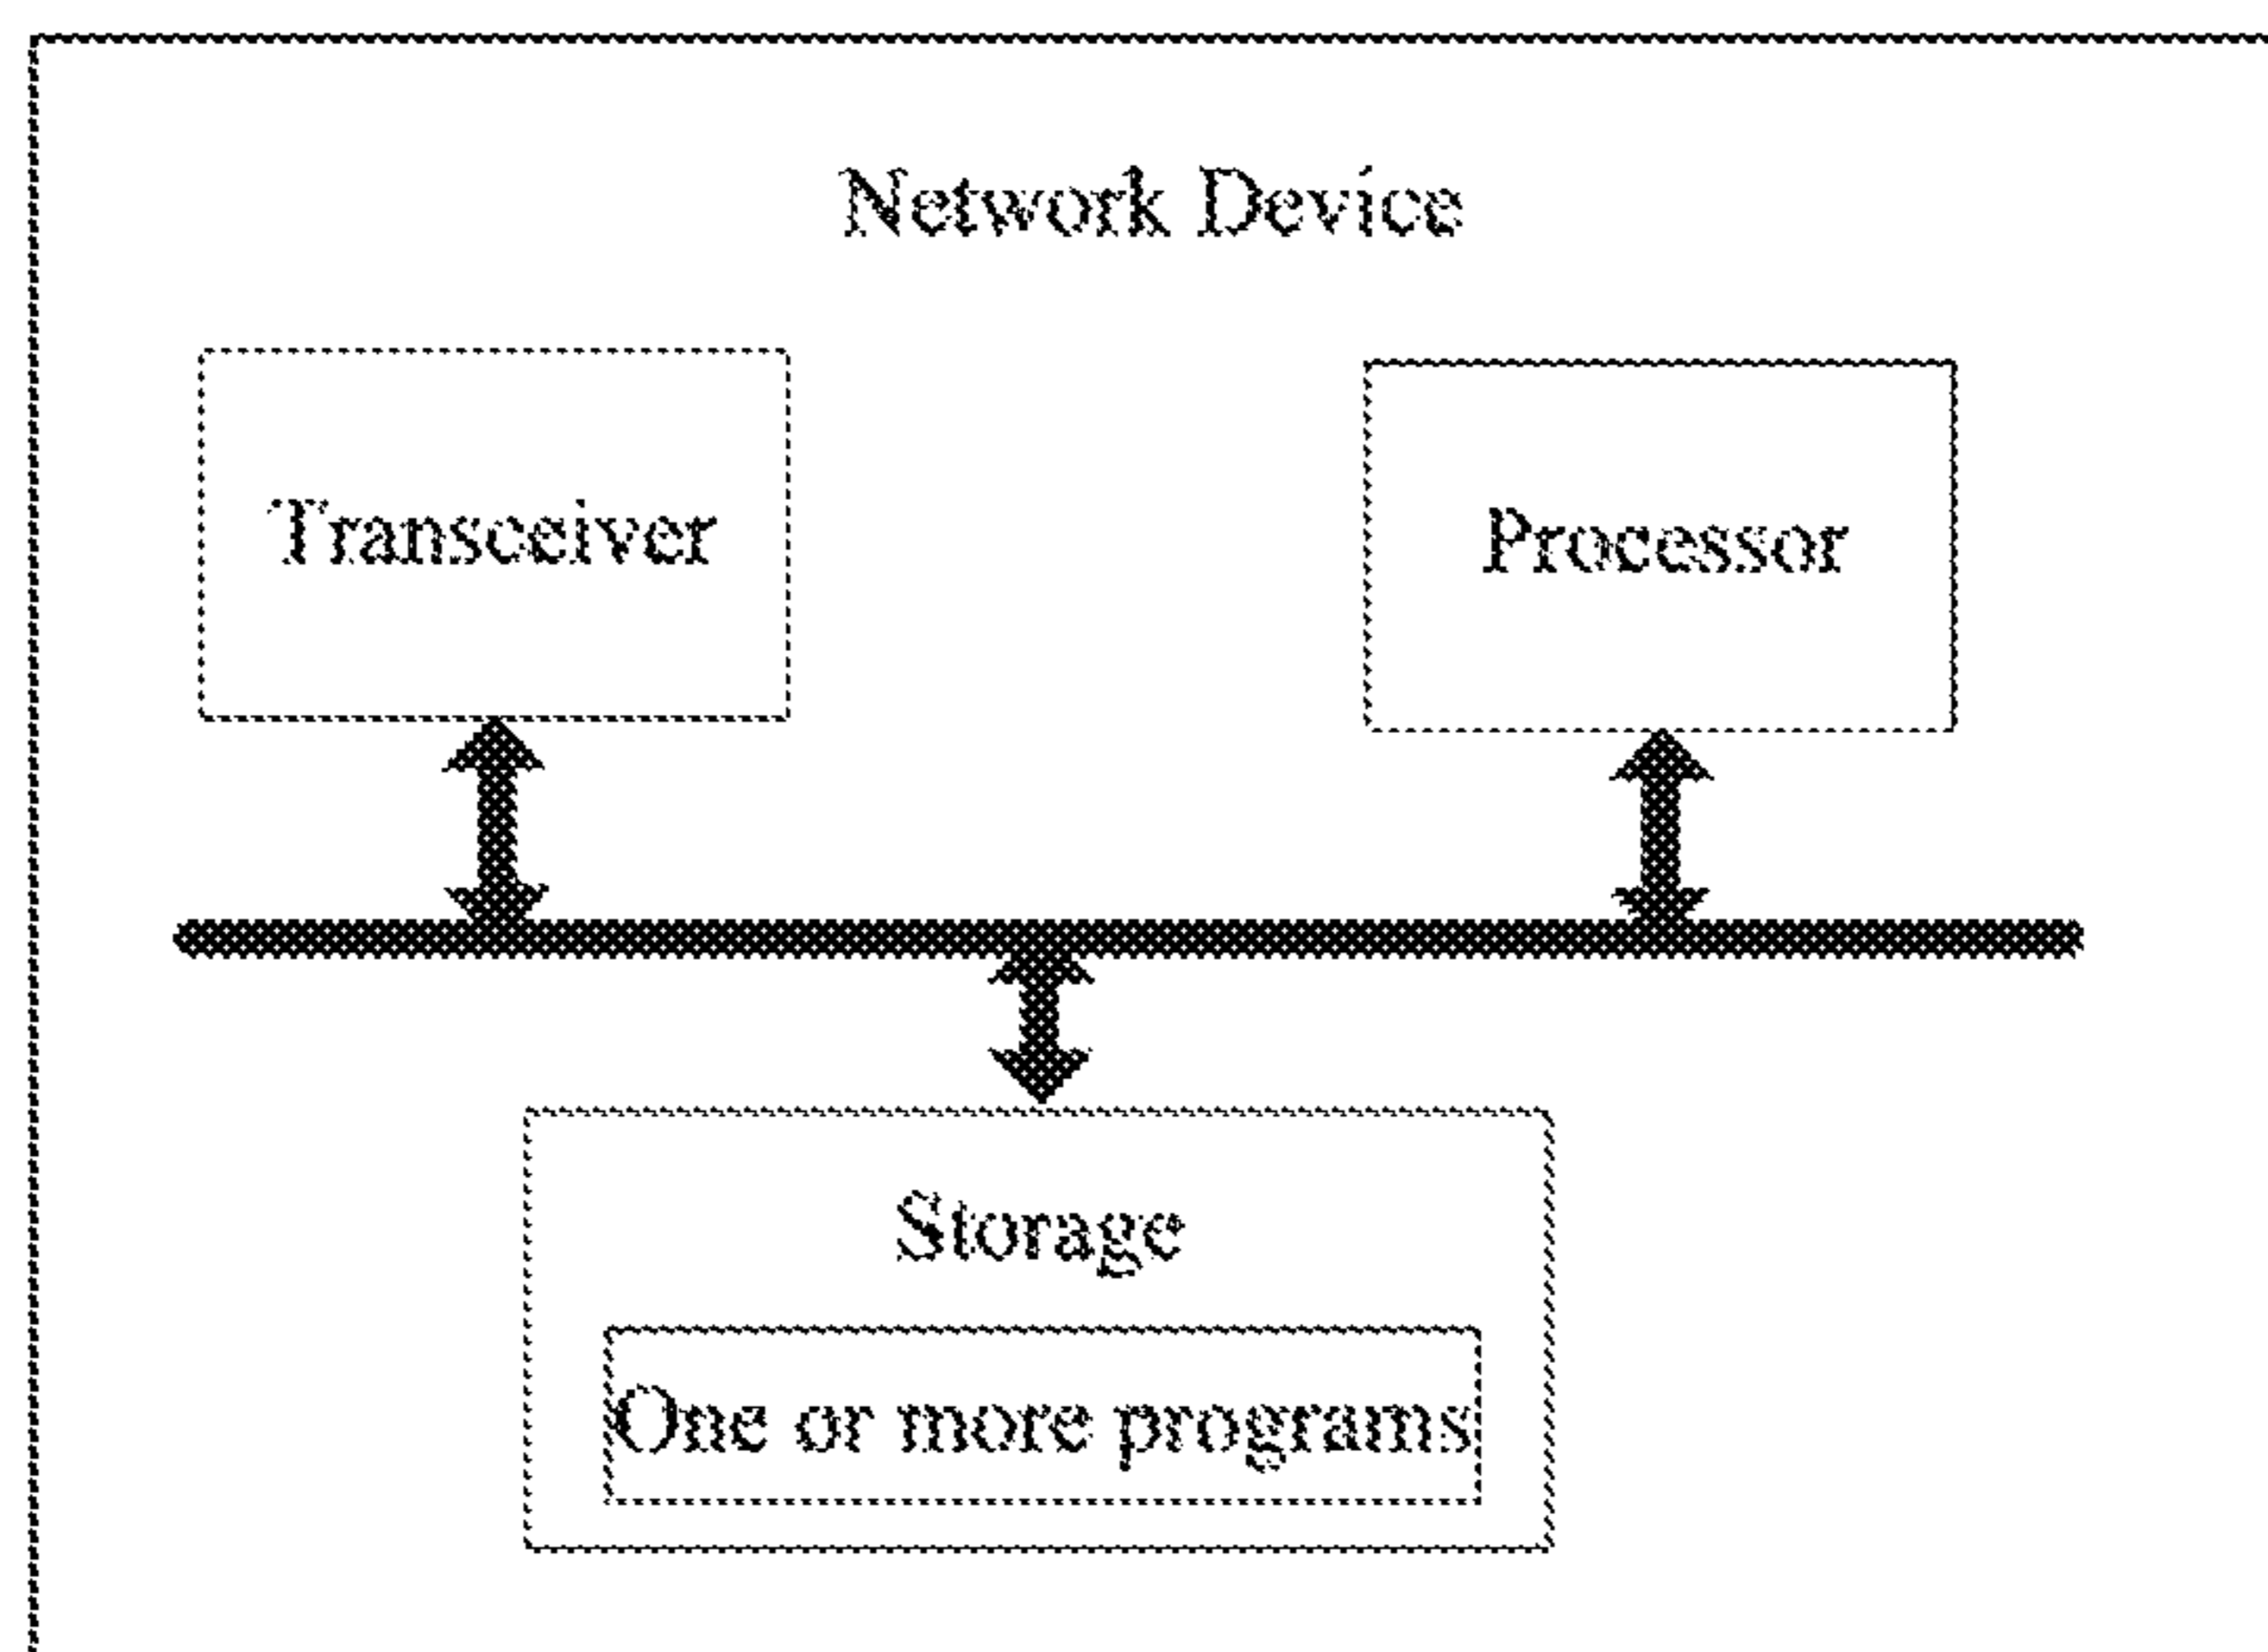 Network Device
Transceiver
Processor
Storage
One or more programs